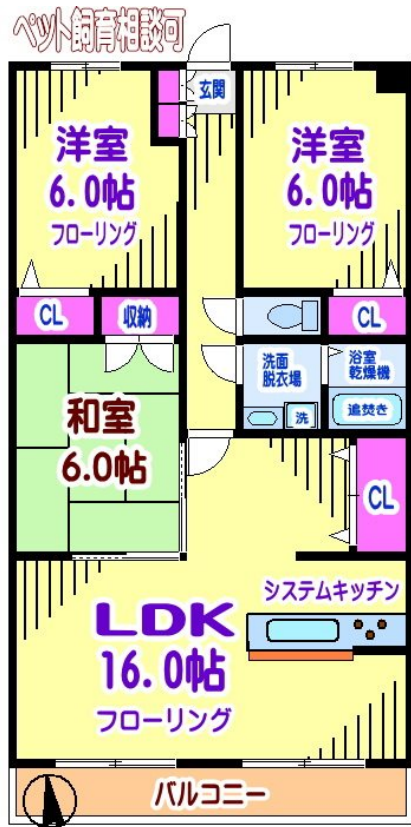 ペット飼育相談可
玄関
洋室
6.0帖
フローリング
洋室
6.0帖
フローリング
CL
収納
CL
和室
6.0帖
洗面
脱衣場
洗
浴室
乾燥機
追焚き
CL
システムキッチン
LDK
16.0帖
フローリング
バルコニー